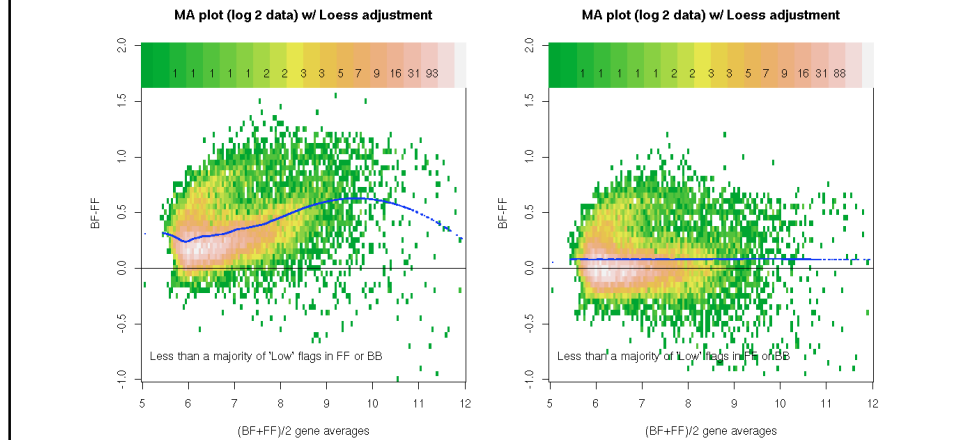 MA plot (log 2 data) w/ Loess adjustment
2.0
1.5
1.0
0.5
0.0
-0.5
-1.0
BF-FF
1 1 1 1 1 2 2 3 3 5 7 9 16 31 93
Less than a majority of 'Low' flags in FF or BB
5 6 7 8 9 10 11 12
(BF+FF)/2 gene averages
MA plot (log 2 data) w/ Loess adjustment
2.0
1.5
1.0
0.5
0.0
-0.5
-1.0
BF-FF
1 1 1 1 1 2 2 3 3 5 7 9 16 31 88
Less than a majority of 'Low' flags in FF or BB
5 6 7 8 9 10 11 12
(BF+FF)/2 gene averages